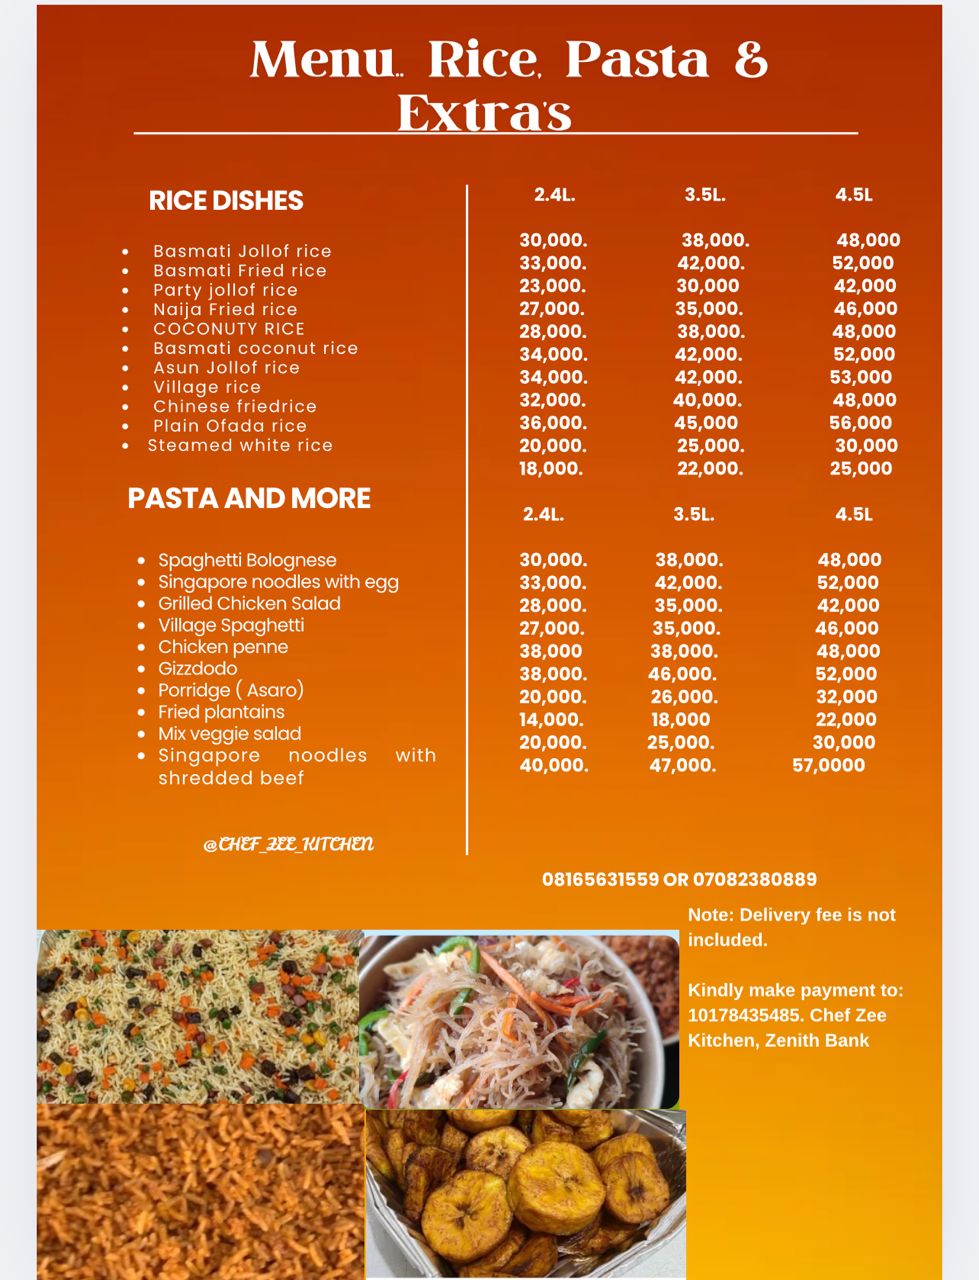 Menu.. Rice, Pasta &
Extra's
RICE DISHES
Basmati Jollof rice
Basmati Fried rice
Party jollof rice
Naija Fried rice
COCONUTY RICE
Basmati coconut rice
Asun Jollof rice
Village rice
Chinese friedrice
Plain Ofada rice
Steamed white rice
2.4L. 3.5L. 4.5L
30,000. 38,000. 48,000
33,000. 42,000. 52,000
23,000. 30,000 42,000
27,000. 35,000. 46,000
28,000. 38,000. 48,000
34,000. 42,000. 52,000
34,000. 42,000. 53,000
32,000. 40,000. 48,000
36,000. 45,000 56,000
20,000. 25,000. 30,000
18,000. 22,000. 25,000
PASTA AND MORE
Spaghetti Bolognese
Singapore noodles with egg
Grilled Chicken Salad
Village Spaghetti
Chicken penne
Gizzdodo
Porridge ( Asaro)
Fried plantains
Mix veggie salad
Singapore noodles with
shredded beef
2.4L. 3.5L. 4.5L
30,000. 38,000. 48,000
33,000. 42,000. 52,000
28,000. 35,000. 42,000
27,000. 35,000. 46,000
38,000 38,000. 48,000
38,000. 46,000. 52,000
20,000. 26,000. 32,000
14,000. 18,000 22,000
20,000. 25,000. 30,000
40,000. 47,000. 57,0000
@CHEF_ZEE_KITCHEN
08165631559 OR 07082380889
Note: Delivery fee is not
included.
Kindly make payment to:
10178435485. Chef Zee
Kitchen, Zenith Bank